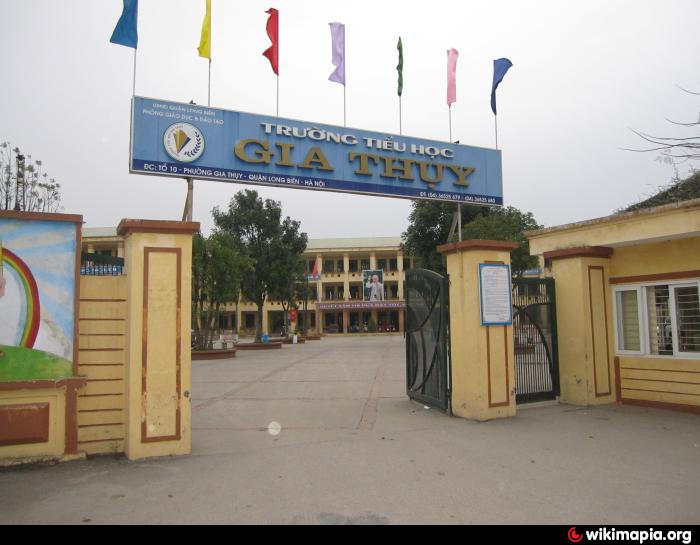 UBND QUẬN LONG BIÊN
PHÒNG GIÁO DỤC & ĐÀO TẠO
TRƯỜNG TIỂU HỌC
GIA THỤY
ĐC: TỔ 10 - PHƯỜNG GIA THỤY - QUẬN LONG BIÊN - HÀ NỘI
wikimapia.org